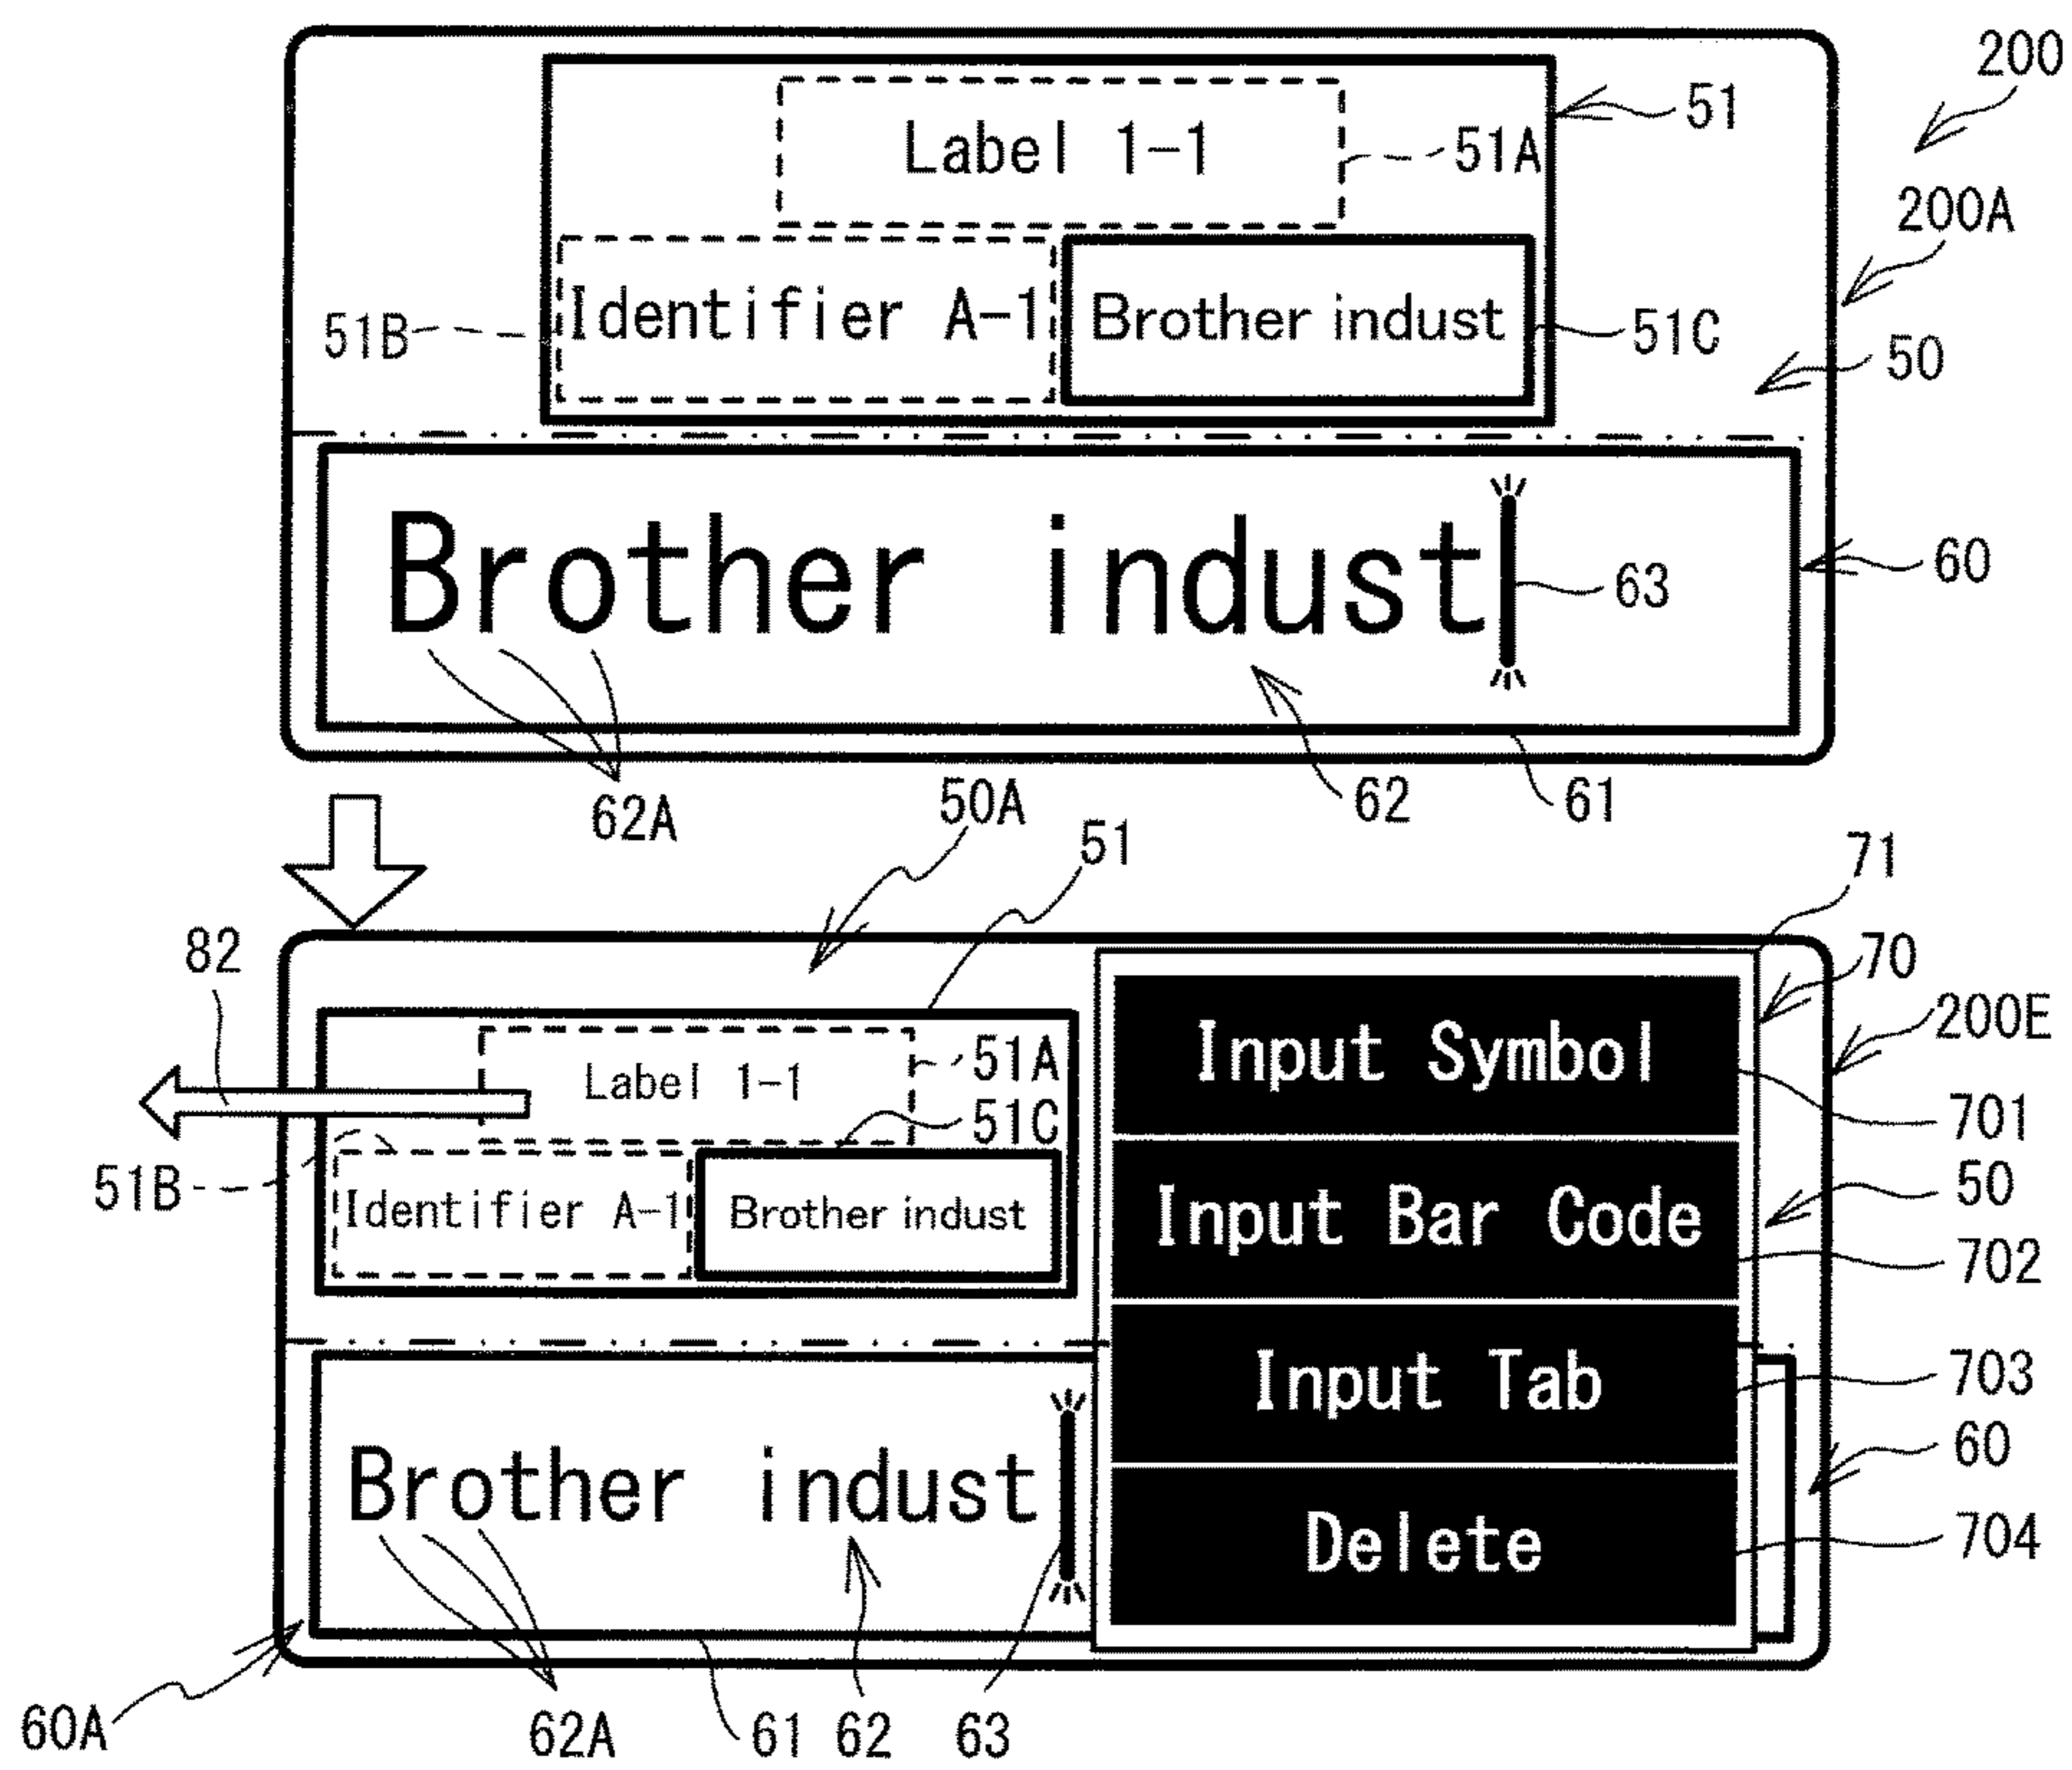 200
51
Label 1-1
51A
200A
Identifier A-1
Brother indust
51B
51C
50
Brother indust
60
63
62A
62
61
50A
51
71
82
70
200E
Input Symbol
51A
Label 1-1
701
51C
51B
Identifier A-1
Brother indust
Input Bar Code
50
702
Input Tab
703
60
Brother indust
Delete
704
60A
62A
61
62
63